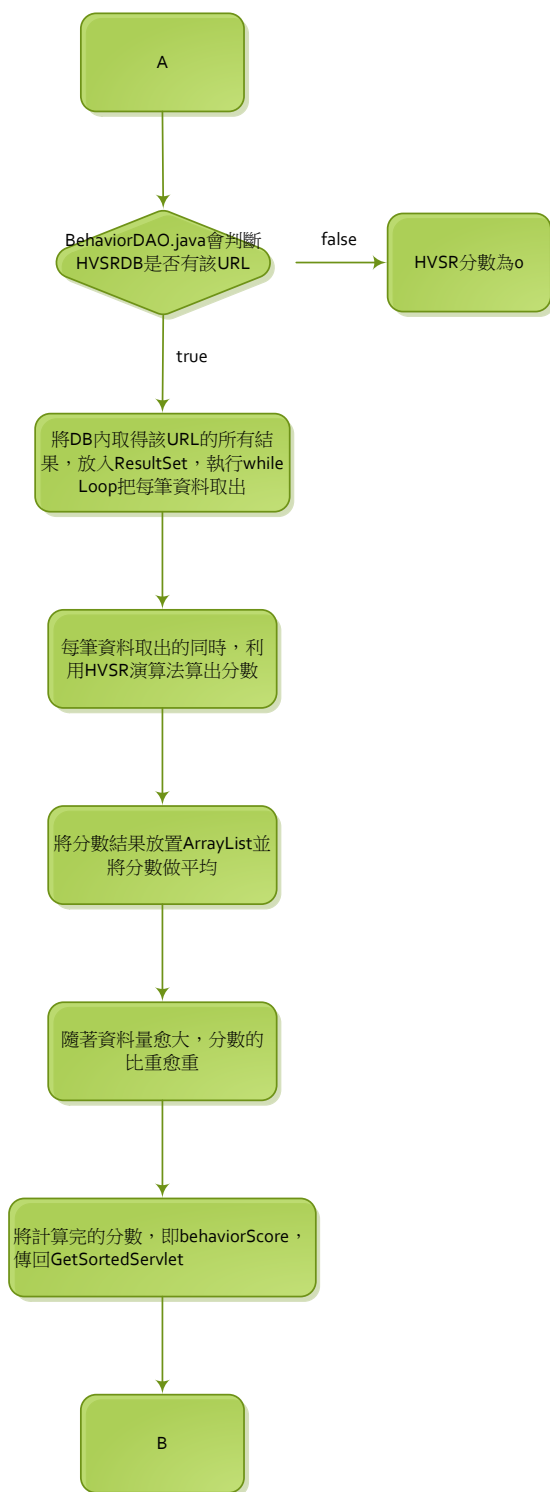 A
BehaviorDAO.java會判斷
HVSRDB是否有該URL
false
HVSR分數為0
true
將DB內取得該URL的所有結
果，放入ResultSet，執行while
Loop把每筆資料取出
每筆資料取出的同時，利
用HVSR演算法算出分數
將分數結果放置ArrayList並
將分數做平均
隨著資料量愈大，分數的
比重愈重
將計算完的分數，即behaviorScore，
傳回GetSortedServlet
B